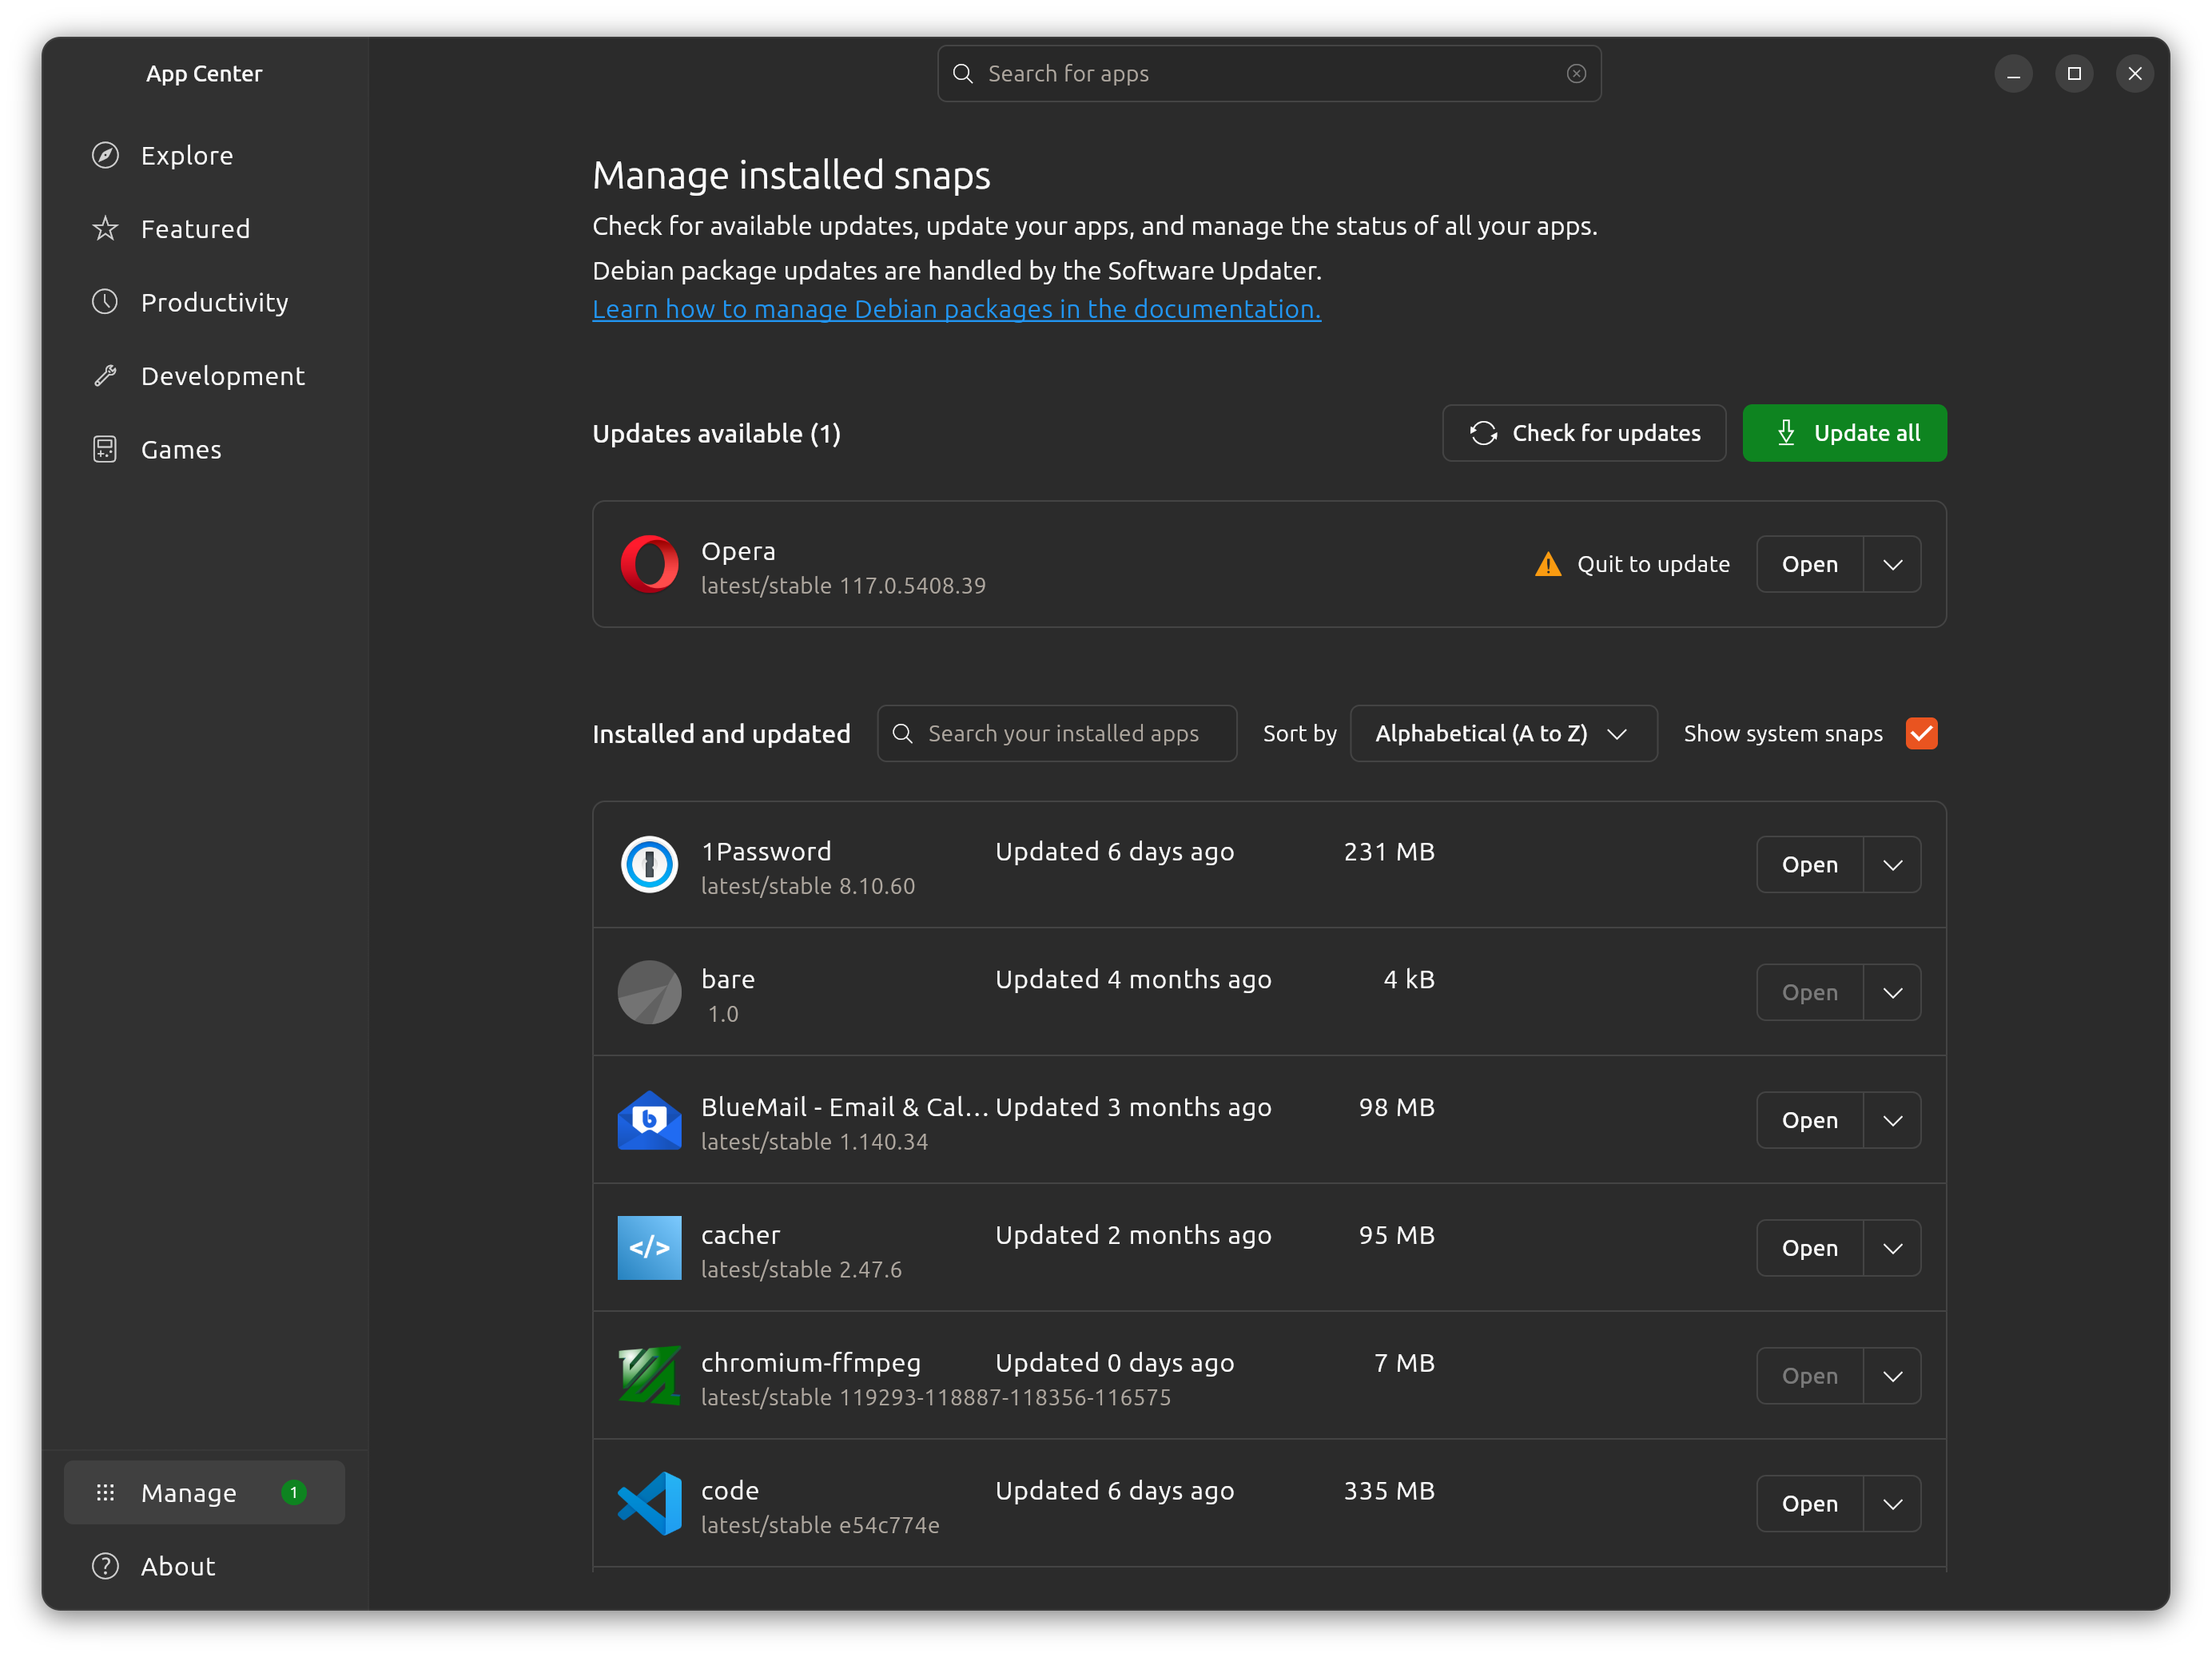 App Center
Search for apps
Explore
Featured
Productivity
Development
Games
Manage 1
About
Manage installed snaps
Check for available updates, update your apps, and manage the status of all your apps.
Debian package updates are handled by the Software Updater.
Learn how to manage Debian packages in the documentation.
Updates available (1)
Check for updates
Update all
Opera
latest/stable 117.0.5408.39
Quit to update
Open
Installed and updated
Search your installed apps
Sort by
Alphabetical (A to Z)
Show system snaps
1Password Updated 6 days ago 231 MB
latest/stable 8.10.60
Open
bare Updated 4 months ago 4 kB
1.0
Open
BlueMail - Email & Cal... Updated 3 months ago 98 MB
latest/stable 1.140.34
Open
</> cacher Updated 2 months ago 95 MB
latest/stable 2.47.6
Open
chromium-ffmpeg Updated 0 days ago 7 MB
latest/stable 119293-118887-118356-116575
Open
code Updated 6 days ago 335 MB
latest/stable e54c774e
Open